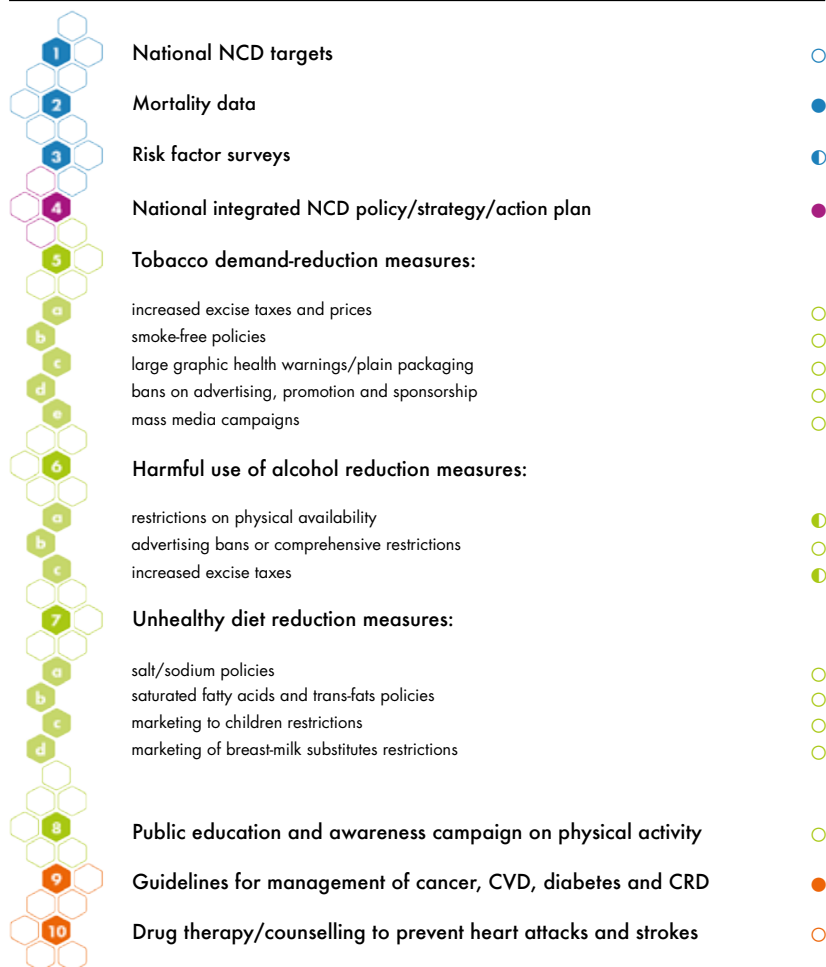 1 National NCD targets
2 Mortality data
3 Risk factor surveys
4 National integrated NCD policy/strategy/action plan
5 Tobacco demand-reduction measures:
a increased excise taxes and prices
b smoke-free policies
c large graphic health warnings/plain packaging
d bans on advertising, promotion and sponsorship
e mass media campaigns
6 Harmful use of alcohol reduction measures:
a restrictions on physical availability
b advertising bans or comprehensive restrictions
c increased excise taxes
7 Unhealthy diet reduction measures:
a salt/sodium policies
b saturated fatty acids and trans-fats policies
c marketing to children restrictions
d marketing of breast-milk substitutes restrictions
8 Public education and awareness campaign on physical activity
9 Guidelines for management of cancer, CVD, diabetes and CRD
10 Drug therapy/counselling to prevent heart attacks and strokes